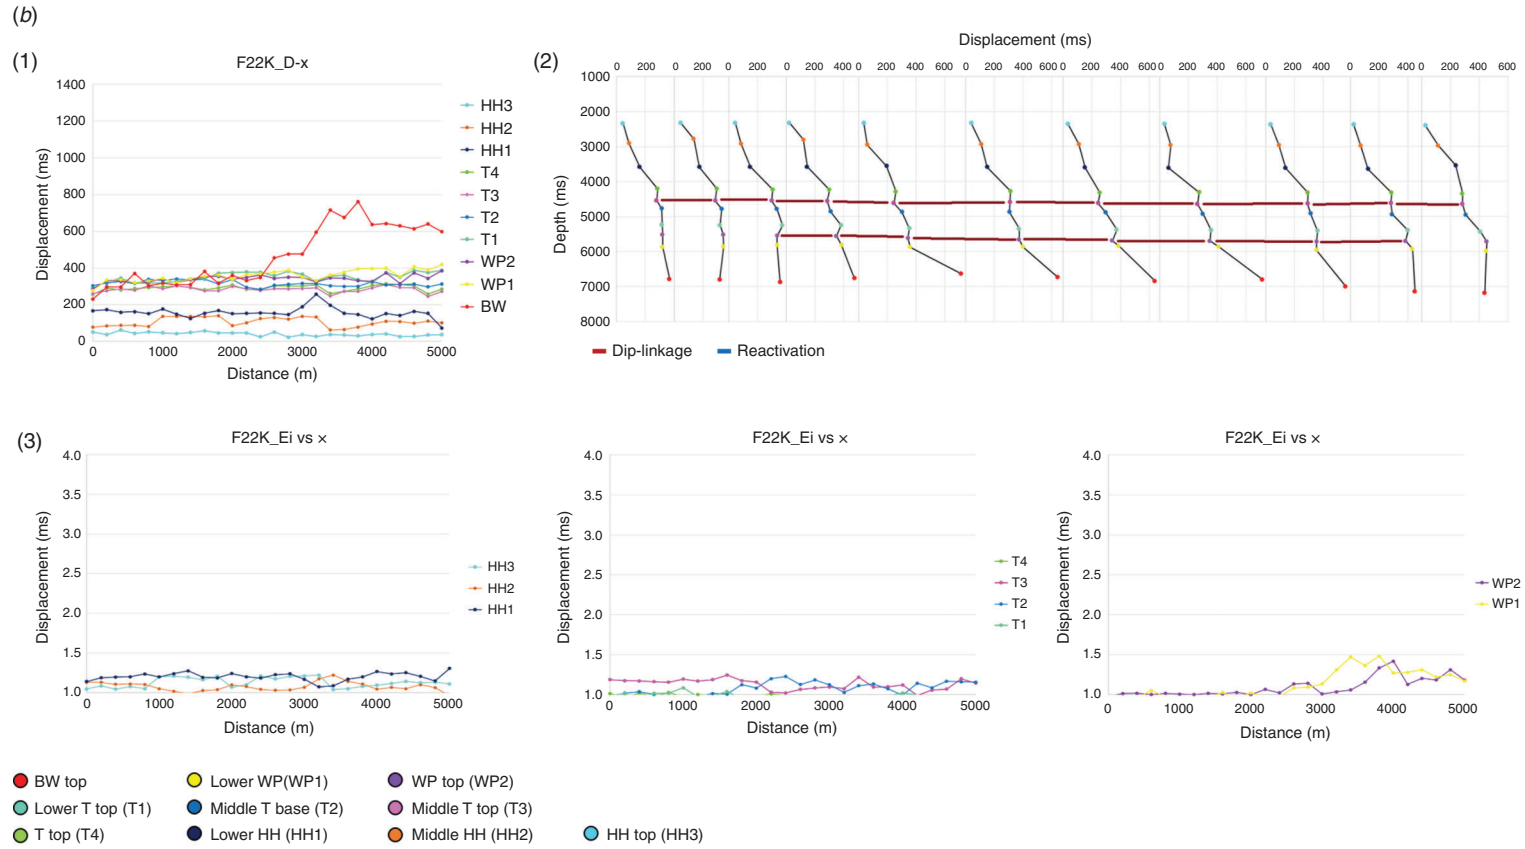 (b)
(1)
F22K_D-x
Displacement (ms)
1400
1200
1000
800
600
400
200
0
0 1000 2000 3000 4000 5000
Distance (m)
HH3
HH2
HH1
T4
T3
T2
T1
WP2
WP1
BW
(2)
Displacement (ms)
0 200 0 200 0 200 0 200 400 0 200 400 600 0 200 400 600 0 200 400 600 0 200 400 0 200 400 0 200 400 0 200 400 600
Depth (ms)
1000
2000
3000
4000
5000
6000
7000
8000
Dip-linkage Reactivation
(3)
F22K_Ei vs ×
Displacement (ms)
4.0
3.5
3.0
2.5
2.0
1.5
1.0
0 1000 2000 3000 4000 5000
Distance (m)
HH3
HH2
HH1
F22K_Ei vs ×
Displacement (ms)
4.0
3.5
3.0
2.5
2.0
1.5
1.0
0 1000 2000 3000 4000 5000
Distance (m)
T4
T3
T2
T1
F22K_Ei vs ×
Displacement (ms)
4.0
3.5
3.0
2.5
2.0
1.5
1.0
0 1000 2000 3000 4000 5000
Distance (m)
WP2
WP1
BW top Lower WP(WP1) WP top (WP2)
Lower T top (T1) Middle T base (T2) Middle T top (T3)
T top (T4) Lower HH (HH1) Middle HH (HH2) HH top (HH3)